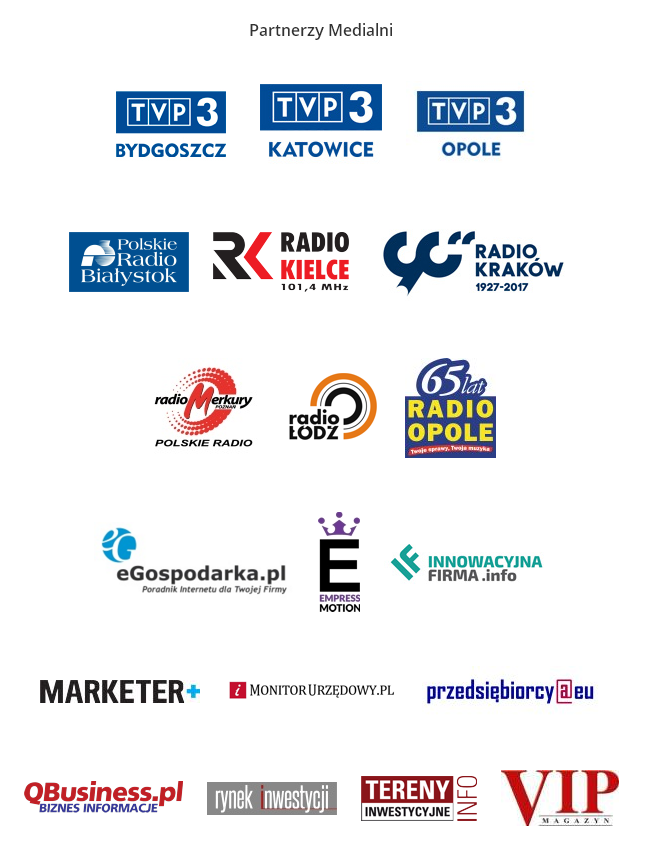 Partnerzy Medialni
TVP 3
BYDGOSZCZ
TVP 3
KATOWICE
TVP 3
OPOLE
Polskie
Radio
Białystok
RK RADIO
KIELCE
101,4 MHz
RADIO
KRAKÓW
1927-2017
radio Merkury
POZNAŃ
POLSKIE RADIO
radio
ŁÓDŹ
65 lat
RADIO
OPOLE
Twoje sprawy, Twoja muzyka
eGospodarka.pl
Poradnik Internetu dla Twojej Firmy
E
EMPRESS
MOTION
IF INNOWACYJNA
FIRMA.info
MARKETER+
i MONITORURZĘDOWY.PL
przedsiębiorcy@eu
QBusiness.pl
BIZNES INFORMACJE
rynek inwestycji
TERENY
INWESTYCYJNE
INFO
VIP
MAGAZYN